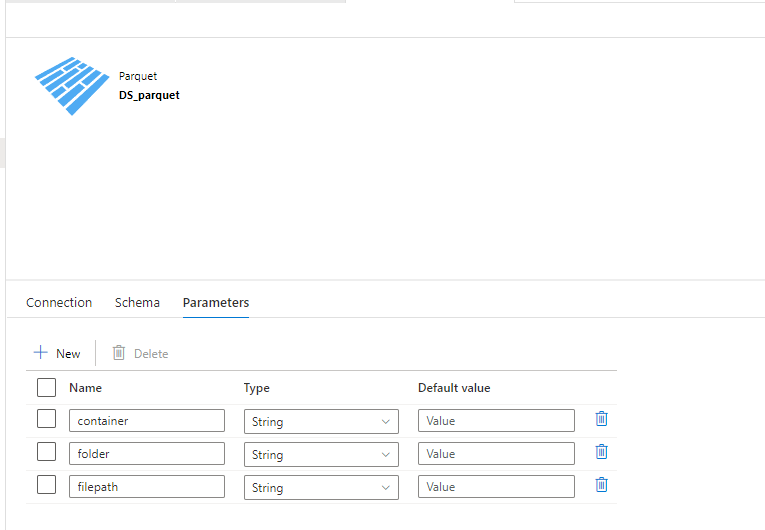 Parquet
DS_parquet
Connection Schema Parameters
New Delete
Name Type Default value
container String Value
folder String Value
filepath String Value